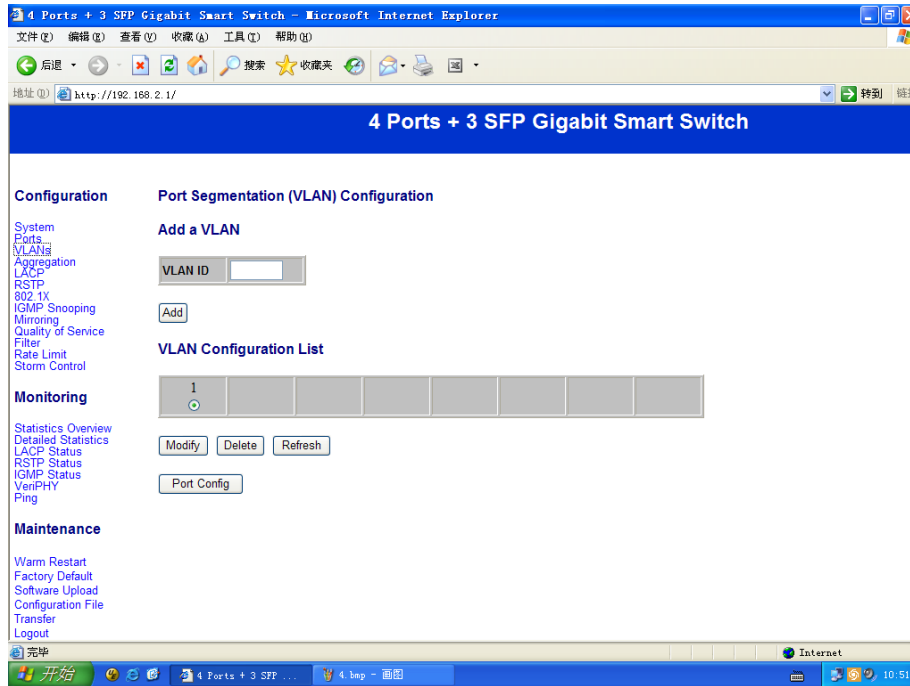 4 Ports + 3 SFP Gigabit Smart Switch - Microsoft Internet Explorer
文件(F) 编辑(E) 查看(V) 收藏(A) 工具(T) 帮助(H)
后退 搜索 收藏夹
地址(D) http://192.168.2.1/ 转到
4 Ports + 3 SFP Gigabit Smart Switch
Configuration
System
Ports
VLANs
Aggregation
LACP
RSTP
802.1X
IGMP Snooping
Mirroring
Quality of Service
Filter
Rate Limit
Storm Control
Monitoring
Statistics Overview
Detailed Statistics
LACP Status
RSTP Status
IGMP Status
VeriPHY
Ping
Maintenance
Warm Restart
Factory Default
Software Upload
Configuration File
Transfer
Logout
Port Segmentation (VLAN) Configuration
Add a VLAN
VLAN ID
Add
VLAN Configuration List
1
Modify Delete Refresh
Port Config
完毕 Internet
开始 4 Ports + 3 SFP ... 4.bmp - 画图 10:51